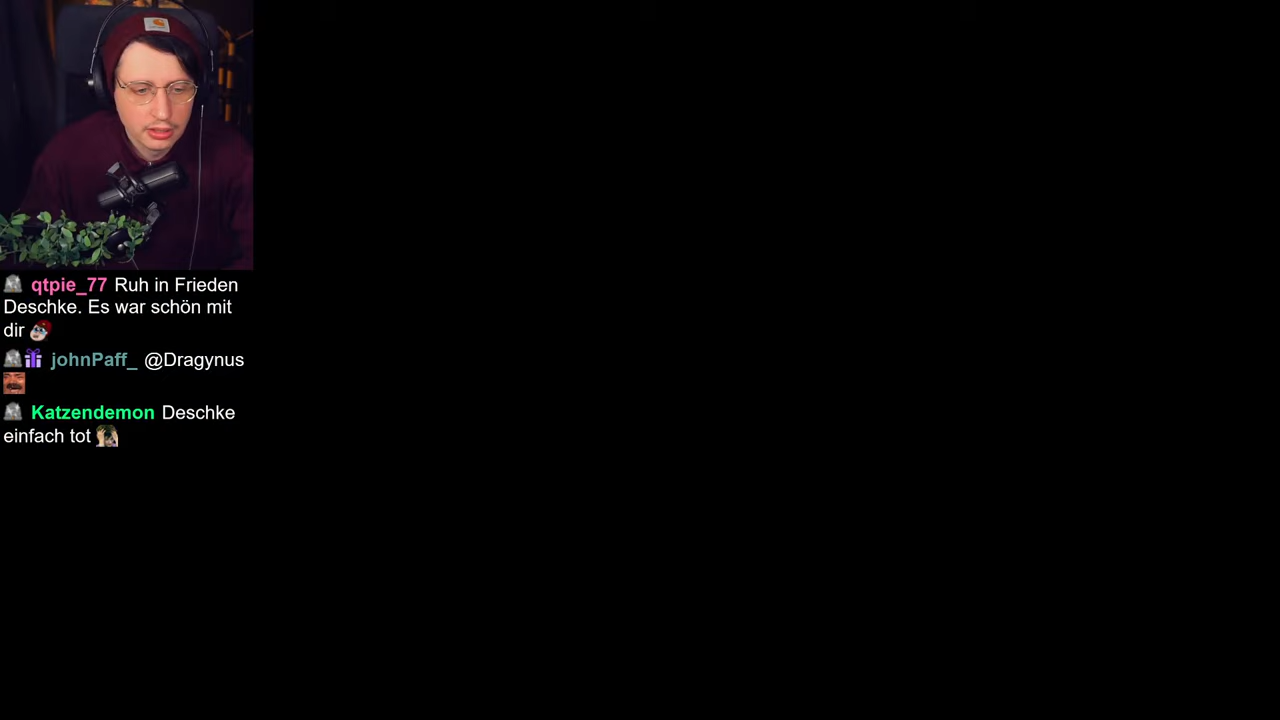 qtpie_77 Ruh in Frieden
Deschke. Es war schön mit
dir
johnPaff_ @Dragynus
Katzendemon Deschke
einfach tot